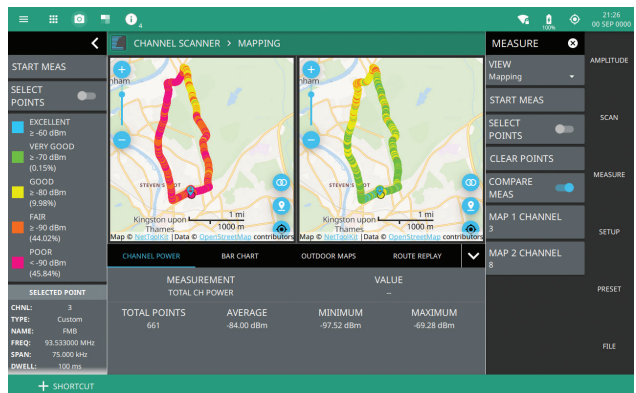 4
100%
21:26
00 SEP 0000
START MEAS
SELECT
POINTS
EXCELLENT
≥ -60 dBm
VERY GOOD
≥ -70 dBm
(0.15%)
GOOD
≥ -80 dBm
(9.98%)
FAIR
≥ -90 dBm
(44.02%)
POOR
< -90 dBm
(45.84%)
SELECTED POINT
CHNL: 3
TYPE: Custom
NAME: FMB
FREQ: 93.533000 MHz
SPAN: 75.000 kHz
DWELL: 100 ms
CHANNEL SCANNER > MAPPING
nham
Kingston upon
Thames
1 mi
1000 m
Map © NetToolKit | Data © OpenStreetMap contributors
nham
Kingston upon
Thames
1 mi
1000 m
Map © NetToolKit | Data © OpenStreetMap contributors
CHANNEL POWER BAR CHART OUTDOOR MAPS ROUTE REPLAY
MEASUREMENT VALUE
TOTAL CH POWER --
TOTAL POINTS AVERAGE MINIMUM MAXIMUM
661 -84.00 dBm -97.52 dBm -69.28 dBm
MEASURE
VIEW
Mapping
START MEAS
SELECT
POINTS
CLEAR POINTS
COMPARE
MEAS
MAP 1 CHANNEL
3
MAP 2 CHANNEL
8
AMPLITUDE
SCAN
MEASURE
SETUP
PRESET
FILE
+ SHORTCUT